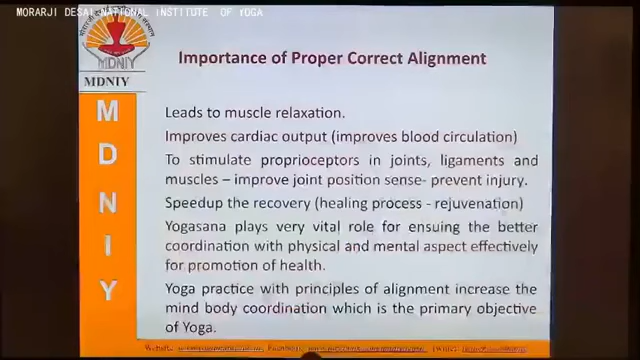 MORARJI DESAI NATIONAL INSTITUTE OF YOGA
MDNIY
MDNIY
M
D
N
I
Y
Importance of Proper Correct Alignment
Leads to muscle relaxation.
Improves cardiac output (improves blood circulation)
To stimulate proprioceptors in joints, ligaments and
muscles – improve joint position sense- prevent injury.
Speedup the recovery (healing process - rejuvenation)
Yogasana plays very vital role for ensuing the better
coordination with physical and mental aspect effectively
for promotion of health.
Yoga practice with principles of alignment increase the
mind body coordination which is the primary objective
of Yoga.